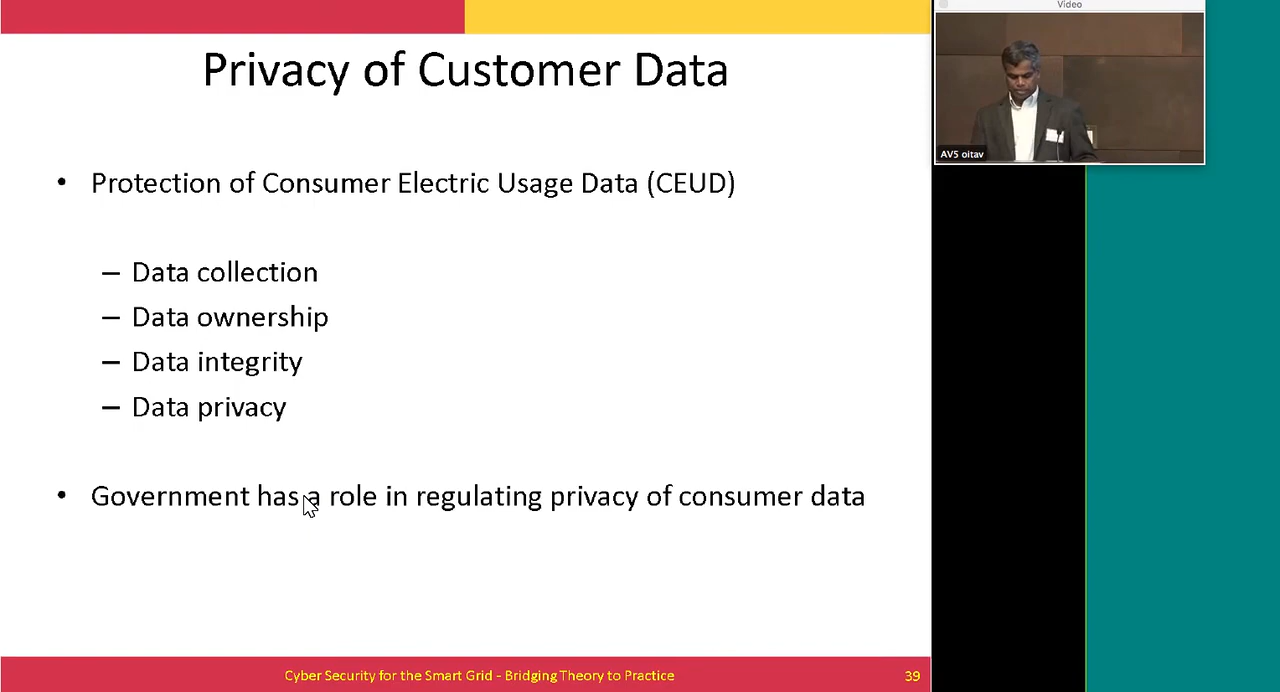 Privacy of Customer Data
• Protection of Consumer Electric Usage Data (CEUD)
– Data collection
– Data ownership
– Data integrity
– Data privacy
• Government has a role in regulating privacy of consumer data
Cyber Security for the Smart Grid - Bridging Theory to Practice
39
Video
AV5 oitav